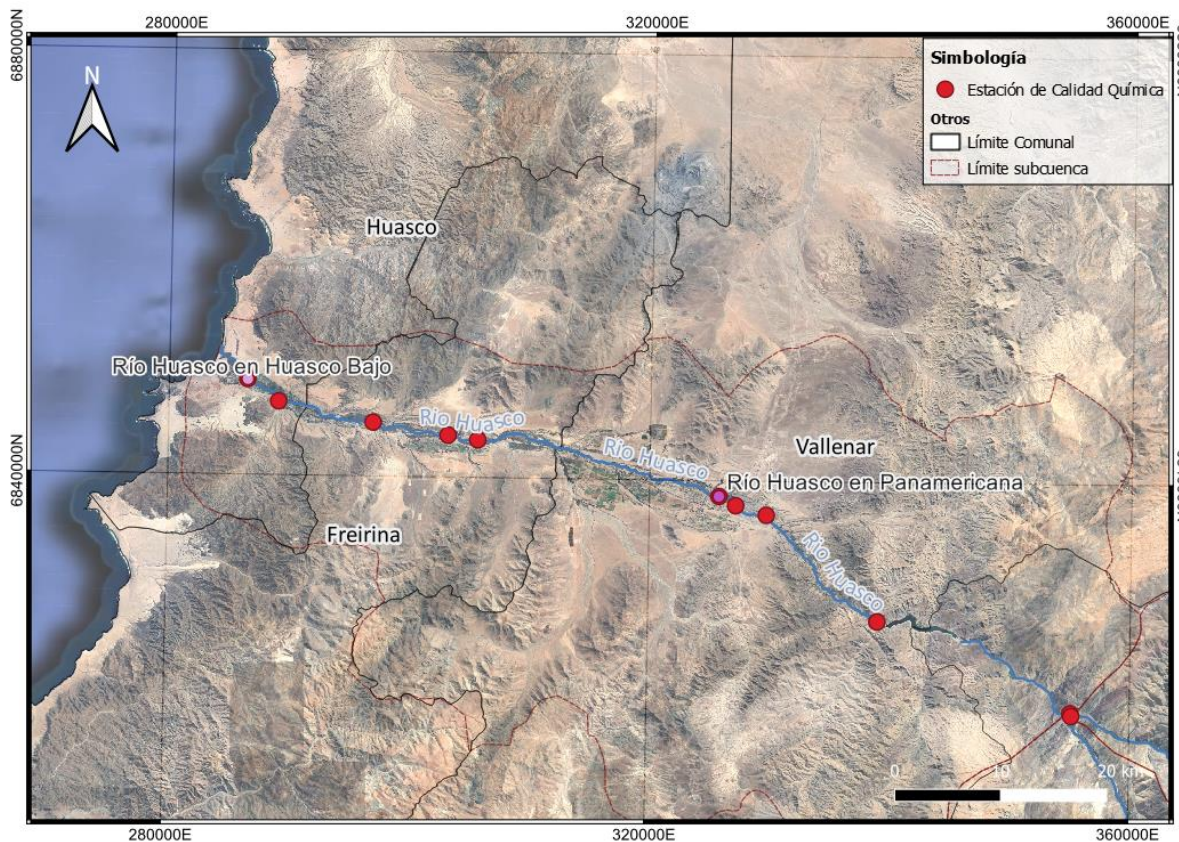 280000E
320000E
360000E
6880000N
N
Simbología
Estación de Calidad Química
Otros
Límite Comunal
Límite subcuenca
Huasco
Río Huasco en Huasco Bajo
Río Huasco
Río Huasco
Vallenar
Río Huasco en Panamericana
6840000N
Freirina
Río Huasco
0
10
20 km
280000E
320000E
360000E